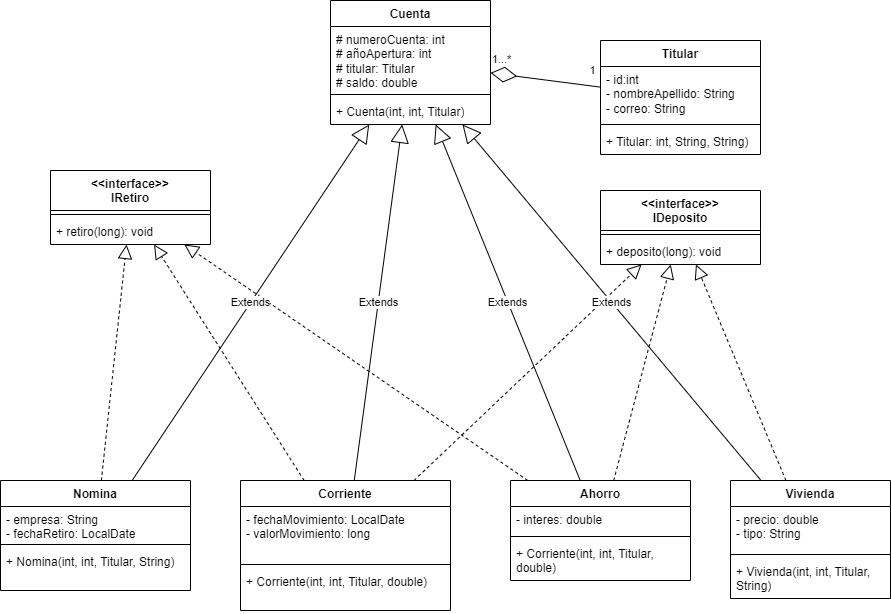 Cuenta
# numeroCuenta: int
# añoApertura: int
# titular: Titular
# saldo: double
+ Cuenta(int, int, Titular)
1...*
1
Titular
- id:int
- nombreApellido: String
- correo: String
+ Titular: int, String, String)
<<interface>>
IRetiro
+ retiro(long): void
<<interface>>
IDeposito
+ deposito(long): void
Extends
Extends
Extends
Extends
Nomina
- empresa: String
- fechaRetiro: LocalDate
+ Nomina(int, int, Titular, String)
Corriente
- fechaMovimiento: LocalDate
- valorMovimiento: long
+ Corriente(int, int, Titular, double)
Ahorro
- interes: double
+ Corriente(int, int, Titular,
double)
Vivienda
- precio: double
- tipo: String
+ Vivienda(int, int, Titular,
String)